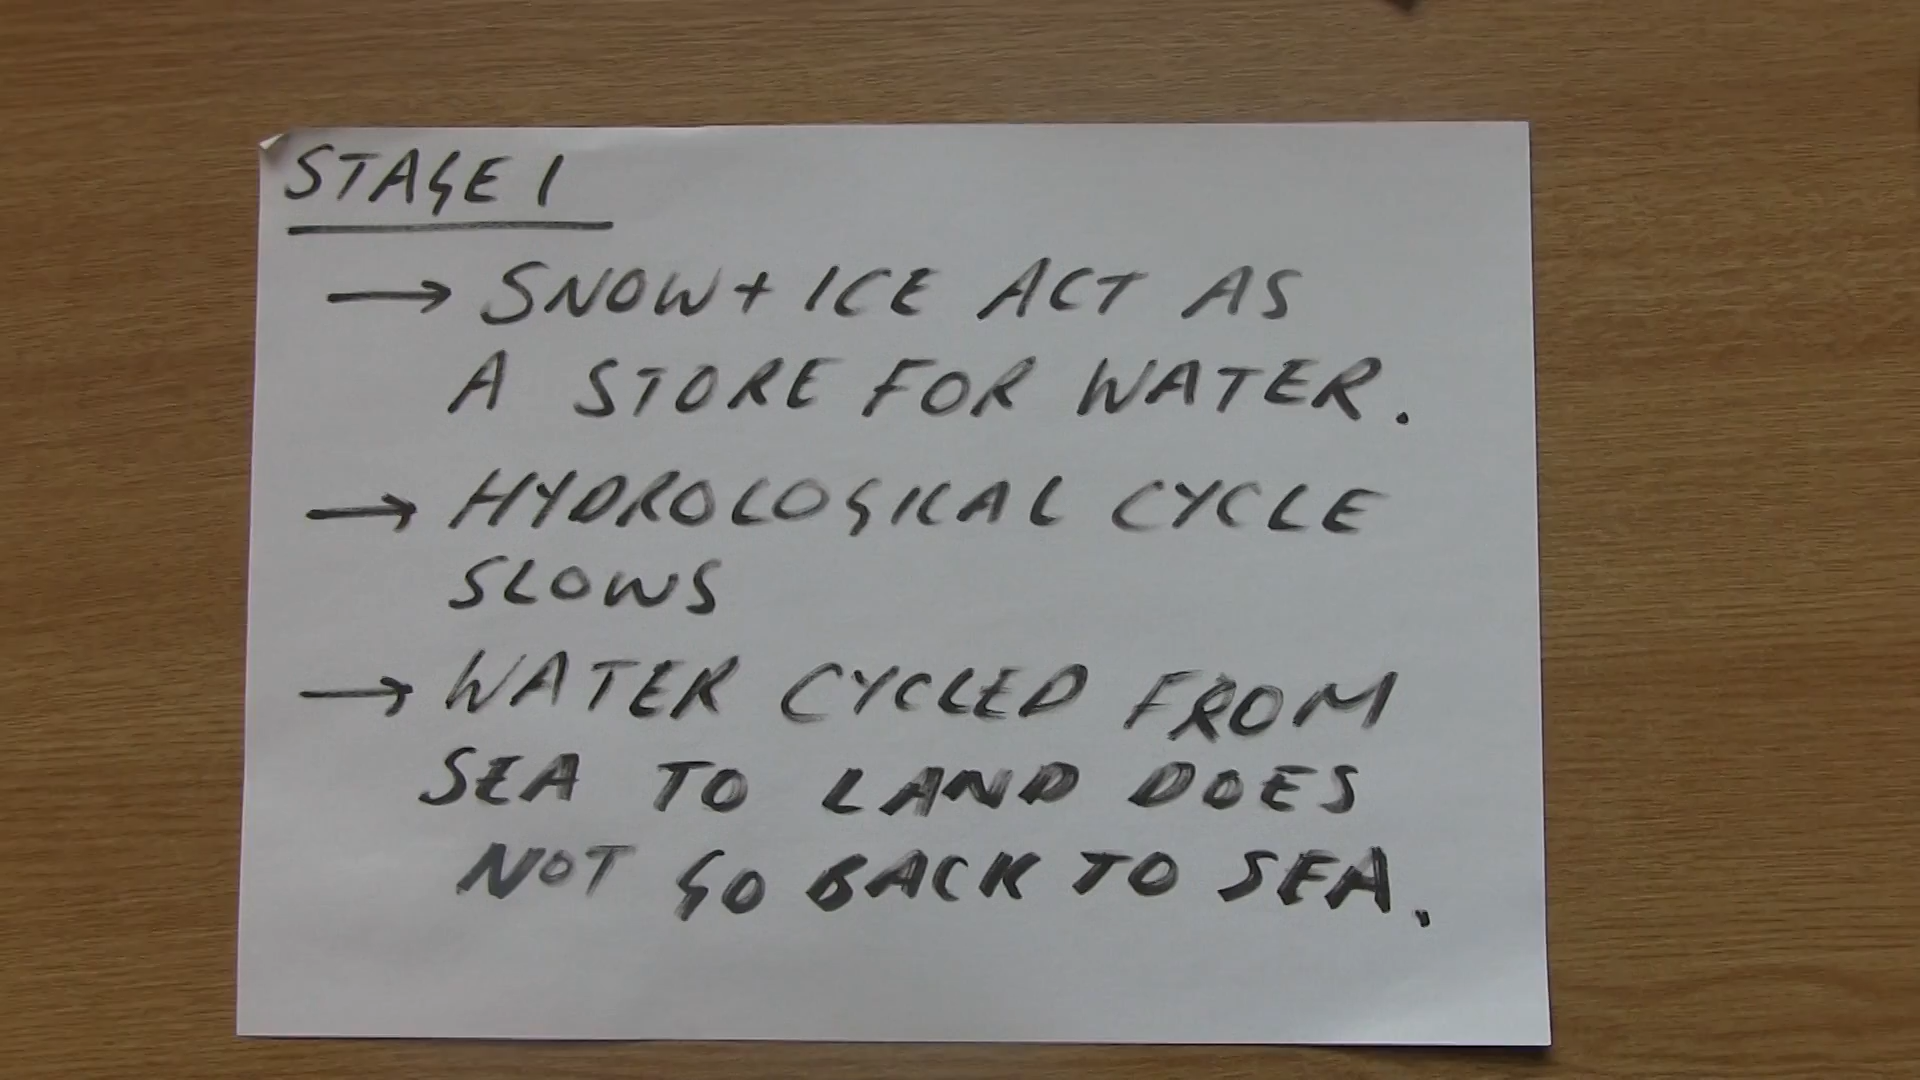 STAGE 1
→ SNOW + ICE ACT AS
A STORE FOR WATER.
→ HYDROLOGICAL CYCLE
SLOWS
→ WATER CYCLED FROM
SEA TO LAND DOES
NOT GO BACK TO SEA.